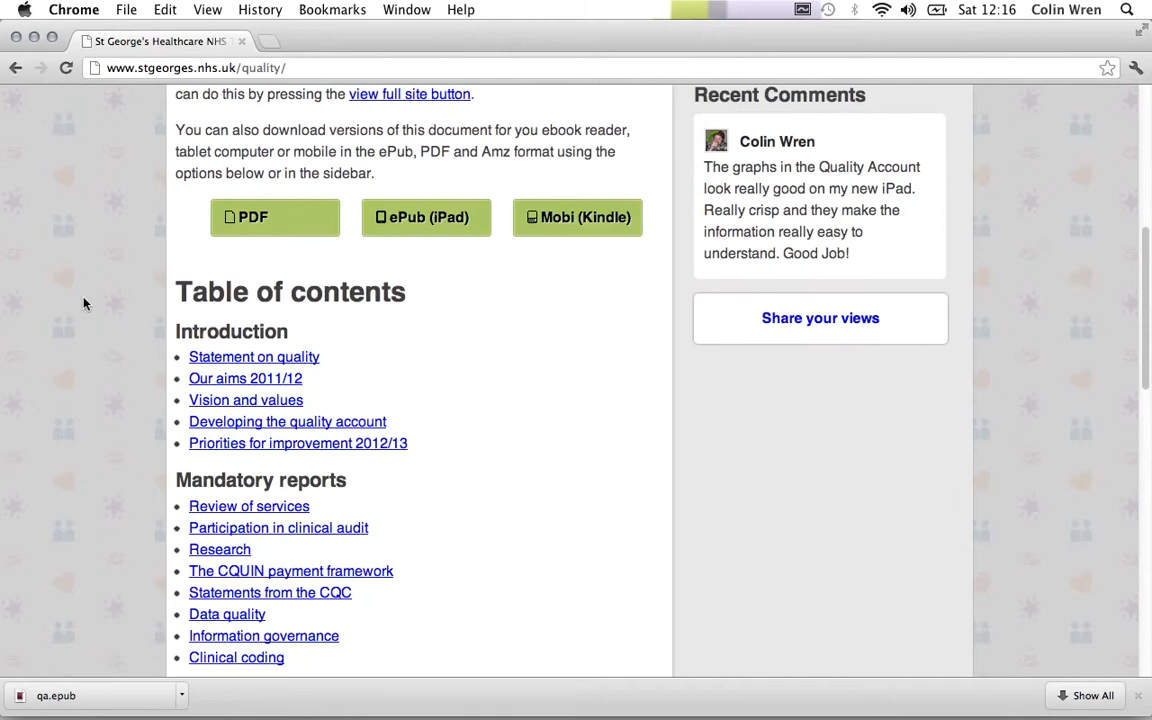 Chrome File Edit View History Bookmarks Window Help Sat 12:16 Colin Wren
St George's Healthcare NHS
www.stgeorges.nhs.uk/quality/
can do this by pressing the view full site button.
You can also download versions of this document for you ebook reader,
tablet computer or mobile in the ePub, PDF and Amz format using the
options below or in the sidebar.
PDF ePub (iPad) Mobi (Kindle)
Table of contents
Introduction
Statement on quality
Our aims 2011/12
Vision and values
Developing the quality account
Priorities for improvement 2012/13
Mandatory reports
Review of services
Participation in clinical audit
Research
The CQUIN payment framework
Statements from the CQC
Data quality
Information governance
Clinical coding
Recent Comments
Colin Wren
The graphs in the Quality Account
look really good on my new iPad.
Really crisp and they make the
information really easy to
understand. Good Job!
Share your views
qa.epub
Show All